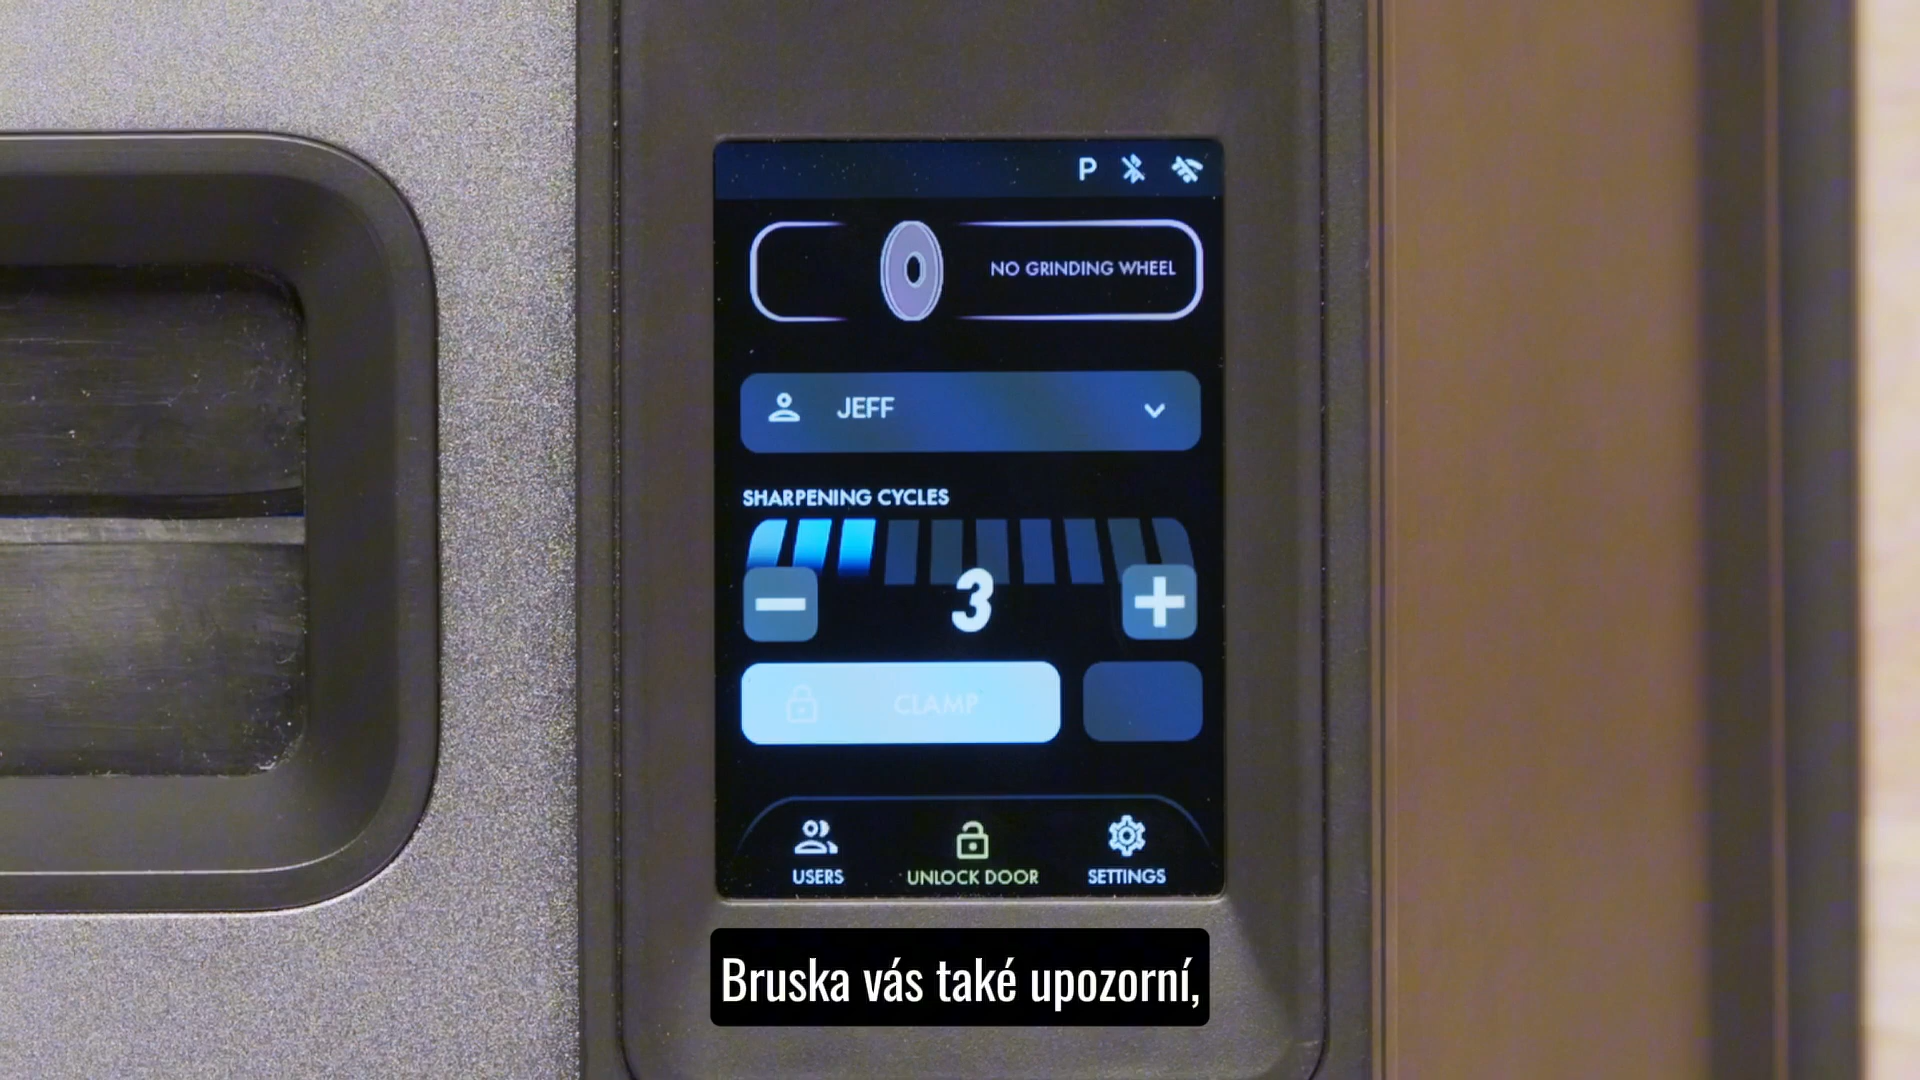 P
NO GRINDING WHEEL
JEFF
SHARPENING CYCLES
3
CLAMP
USERS
UNLOCK DOOR
SETTINGS
Bruska vás také upozorní,